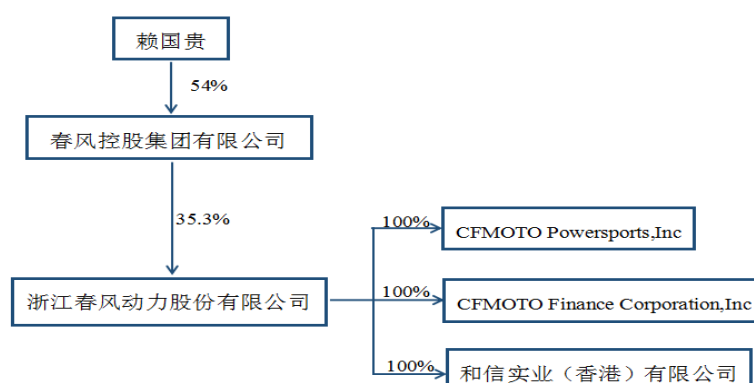 赖国贵
54%
春风控股集团有限公司
35.3%
100%
CFMOTO Powersports,Inc
浙江春风动力股份有限公司
100%
CFMOTO Finance Corporation,Inc
100%
和信实业（香港）有限公司